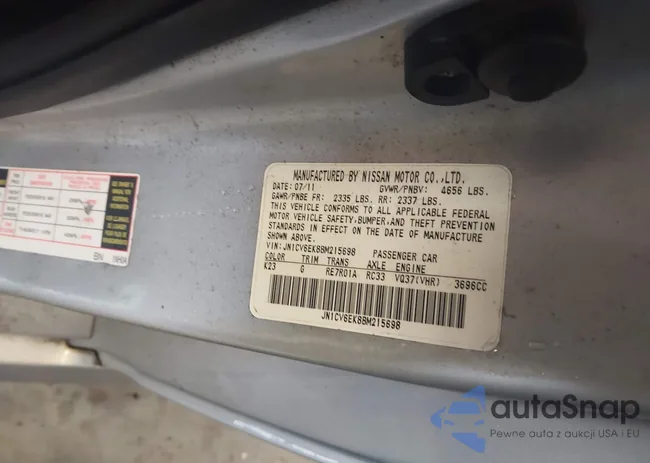 MANUFACTURED BY NISSAN MOTOR CO.,LTD.
DATE: 07/11 GVWR/PNBV: 4656 LBS.
GAWR/PNBE FR: 2335 LBS. RR: 2337 LBS.
THIS VEHICLE CONFORMS TO ALL APPLICABLE FEDERAL
MOTOR VEHICLE SAFETY, BUMPER, AND THEFT PREVENTION
STANDARDS IN EFFECT ON THE DATE OF MANUFACTURE
SHOWN ABOVE.
VIN: JN1CV6EK8BM215698 PASSENGER CAR
COLOR TRIM TRANS AXLE ENGINE
K23 G RE7R01A RC33 VQ37(VHR) 3696CC
JN1CV6EK8BM215698
autaSnap
Pewne auta z aukcji USA i EU